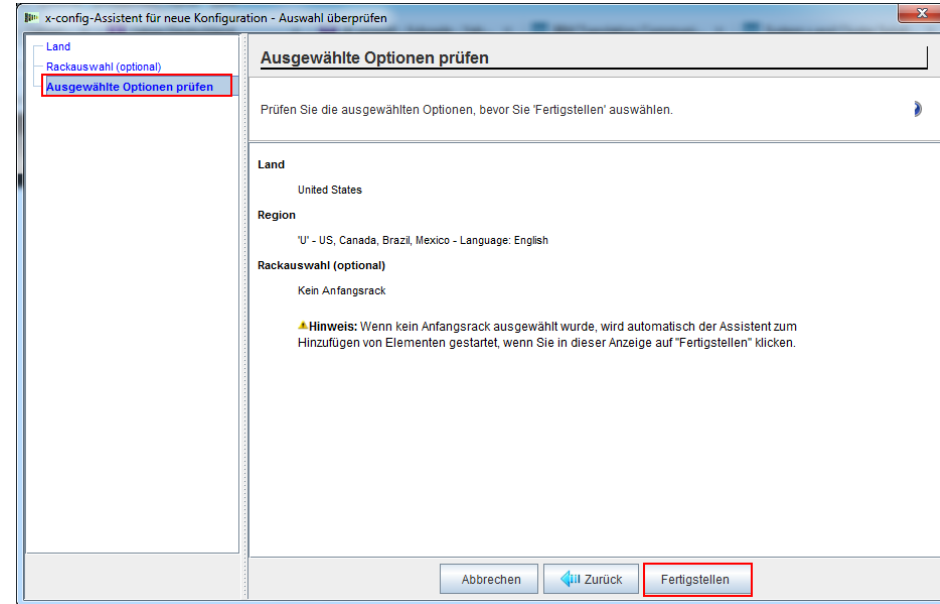 x-config-Assistent für neue Konfiguration - Auswahl überprüfen
Land
Rackauswahl (optional)
Ausgewählte Optionen prüfen
Ausgewählte Optionen prüfen
Prüfen Sie die ausgewählten Optionen, bevor Sie 'Fertigstellen' auswählen.
Land
United States
Region
'U' - US, Canada, Brazil, Mexico - Language: English
Rackauswahl (optional)
Kein Anfangsrack
Hinweis: Wenn kein Anfangsrack ausgewählt wurde, wird automatisch der Assistent zum
Hinzufügen von Elementen gestartet, wenn Sie in dieser Anzeige auf "Fertigstellen" klicken.
Abbrechen
Zurück
Fertigstellen